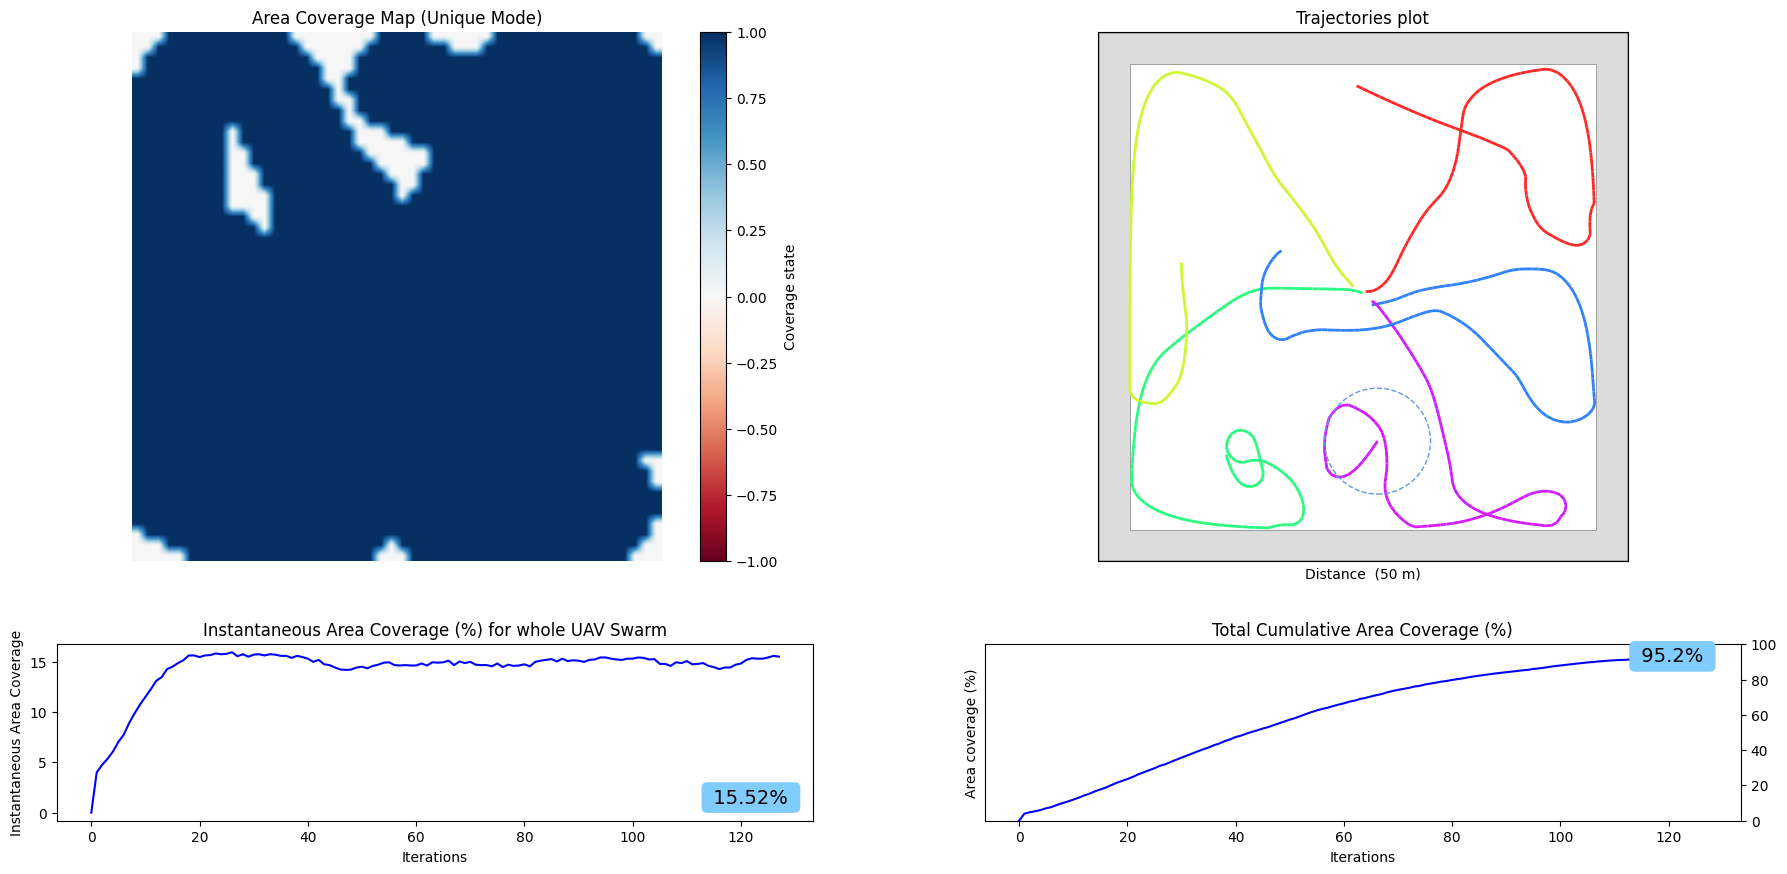 Area Coverage Map (Unique Mode)
1.00
0.75
0.50
0.25
0.00
−0.25
−0.50
−0.75
−1.00
Coverage state
Trajectories plot
Distance  (50 m)
Instantaneous Area Coverage (%) for whole UAV Swarm
Instantaneous Area Coverage
15
10
5
0
15.52%
0 20 40 60 80 100 120
Iterations
Total Cumulative Area Coverage (%)
Area coverage (%)
95.2%
100
80
60
40
20
0
0 20 40 60 80 100 120
Iterations